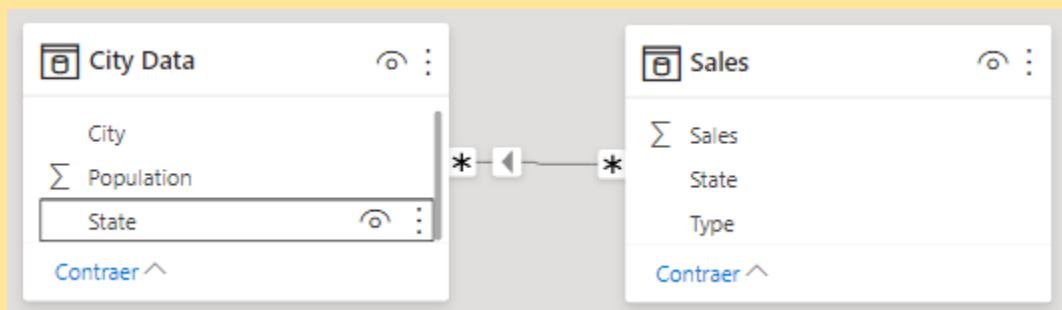 City Data
City
Σ Population
State
Contraer
* *
Sales
Σ Sales
State
Type
Contraer